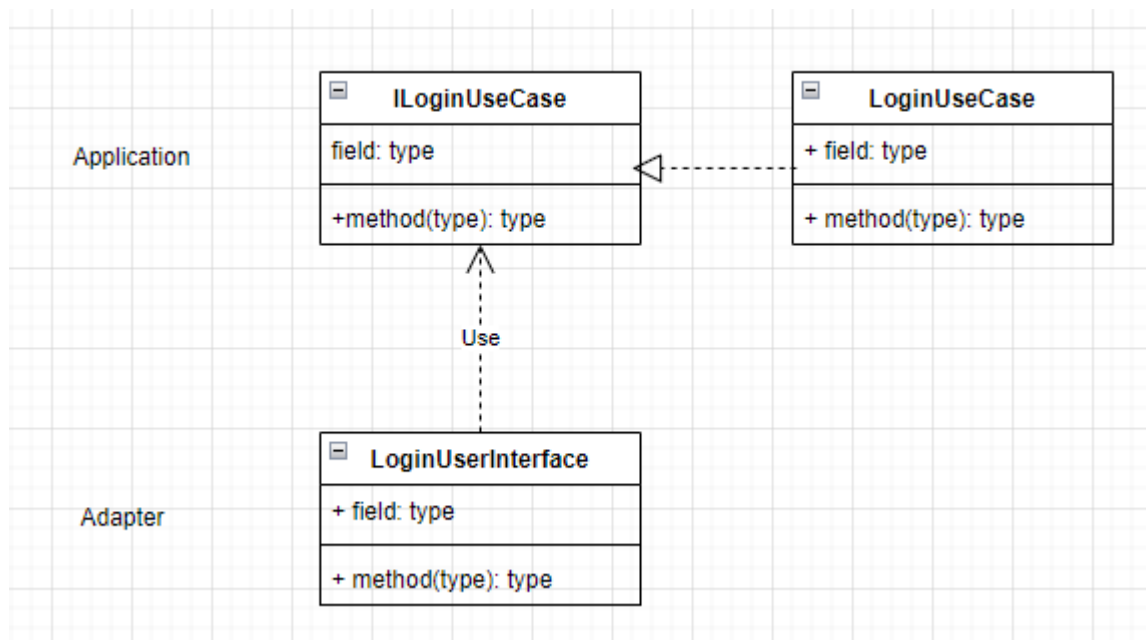 ILoginUseCase
LoginUseCase
Application
field: type
+ field: type
+method(type): type
+ method(type): type
Use
LoginUserInterface
Adapter
+ field: type
+ method(type): type